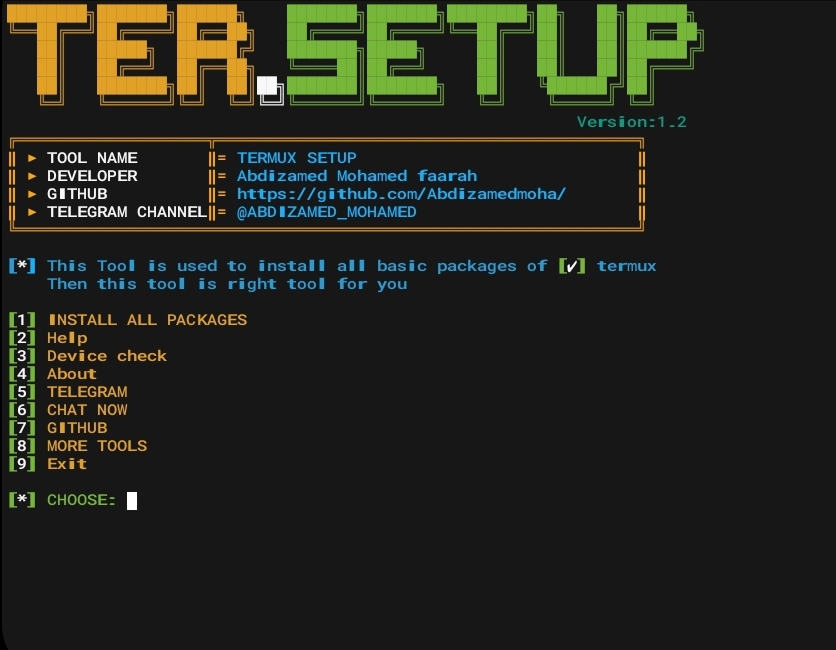 TER.SETUP
Version:1.2
► TOOL NAME ‖= TERMUX SETUP
► DEVELOPER ‖= Abdizamed Mohamed faarah
► GITHUB ‖= https://github.com/Abdizamedmoha/
► TELEGRAM CHANNEL‖= @ABDIZAMED_MOHAMED
[*] This Tool is used to install all basic packages of [✔] termux
Then this tool is right tool for you
[1] INSTALL ALL PACKAGES
[2] Help
[3] Device check
[4] About
[5] TELEGRAM
[6] CHAT NOW
[7] GITHUB
[8] MORE TOOLS
[9] Exit
[*] CHOOSE: